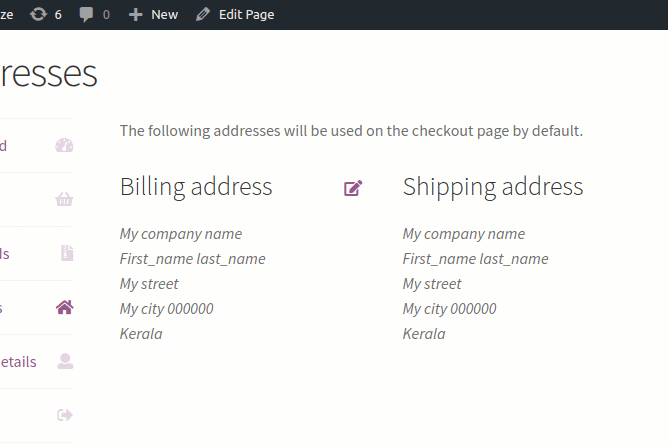 ze 6 0 New Edit Page
resses
The following addresses will be used on the checkout page by default.
d
Billing address Shipping address
My company name My company name
First_name last_name First_name last_name
ls
My street My street
My city 000000 My city 000000
s
Kerala Kerala
etails